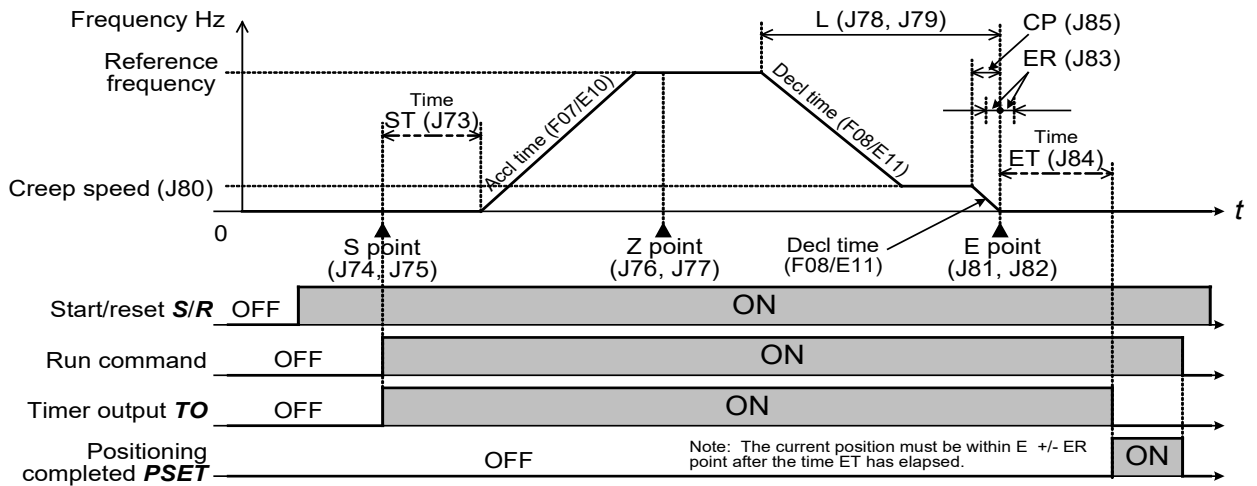 Frequency Hz
L (J78, J79)
CP (J85)
Reference
frequency
ER (J83)
Time
ST (J73)
Accl time (F07/E10)
Decl time (F08/E11)
Time
ET (J84)
Creep speed (J80)
t
0
S point
(J74, J75)
Z point
(J76, J77)
Decl time
(F08/E11)
E point
(J81, J82)
Start/reset S/R OFF ON
Run command OFF ON
Timer output TO OFF ON
Positioning
completed PSET OFF
Note: The current position must be within E +/- ER
point after the time ET has elapsed.
ON